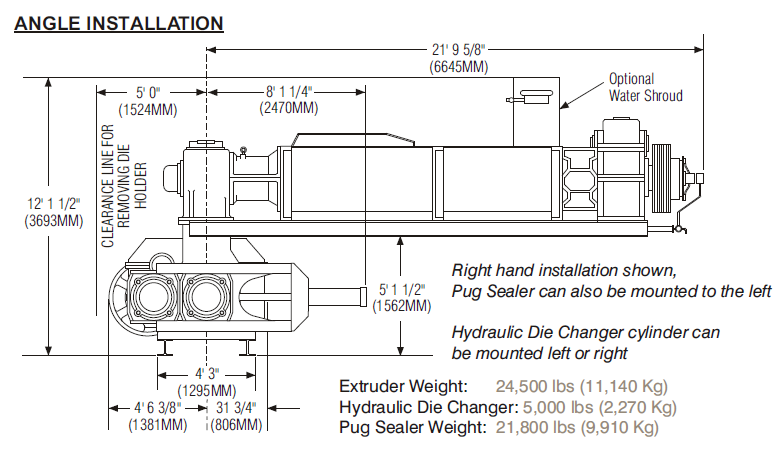 ANGLE INSTALLATION
21' 9 5/8"
(6645MM)
5' 0"
(1524MM)
8' 1 1/4"
(2470MM)
Optional
Water Shroud
CLEARANCE LINE FOR
REMOVING DIE
HOLDER
12' 1 1/2"
(3693MM)
5' 1 1/2"
(1562MM)
Right hand installation shown,
Pug Sealer can also be mounted to the left
Hydraulic Die Changer cylinder can
be mounted left or right
4' 3"
(1295MM)
4' 6 3/8"
(1381MM)
31 3/4"
(806MM)
Extruder Weight: 24,500 lbs (11,140 Kg)
Hydraulic Die Changer: 5,000 lbs (2,270 Kg)
Pug Sealer Weight: 21,800 lbs (9,910 Kg)